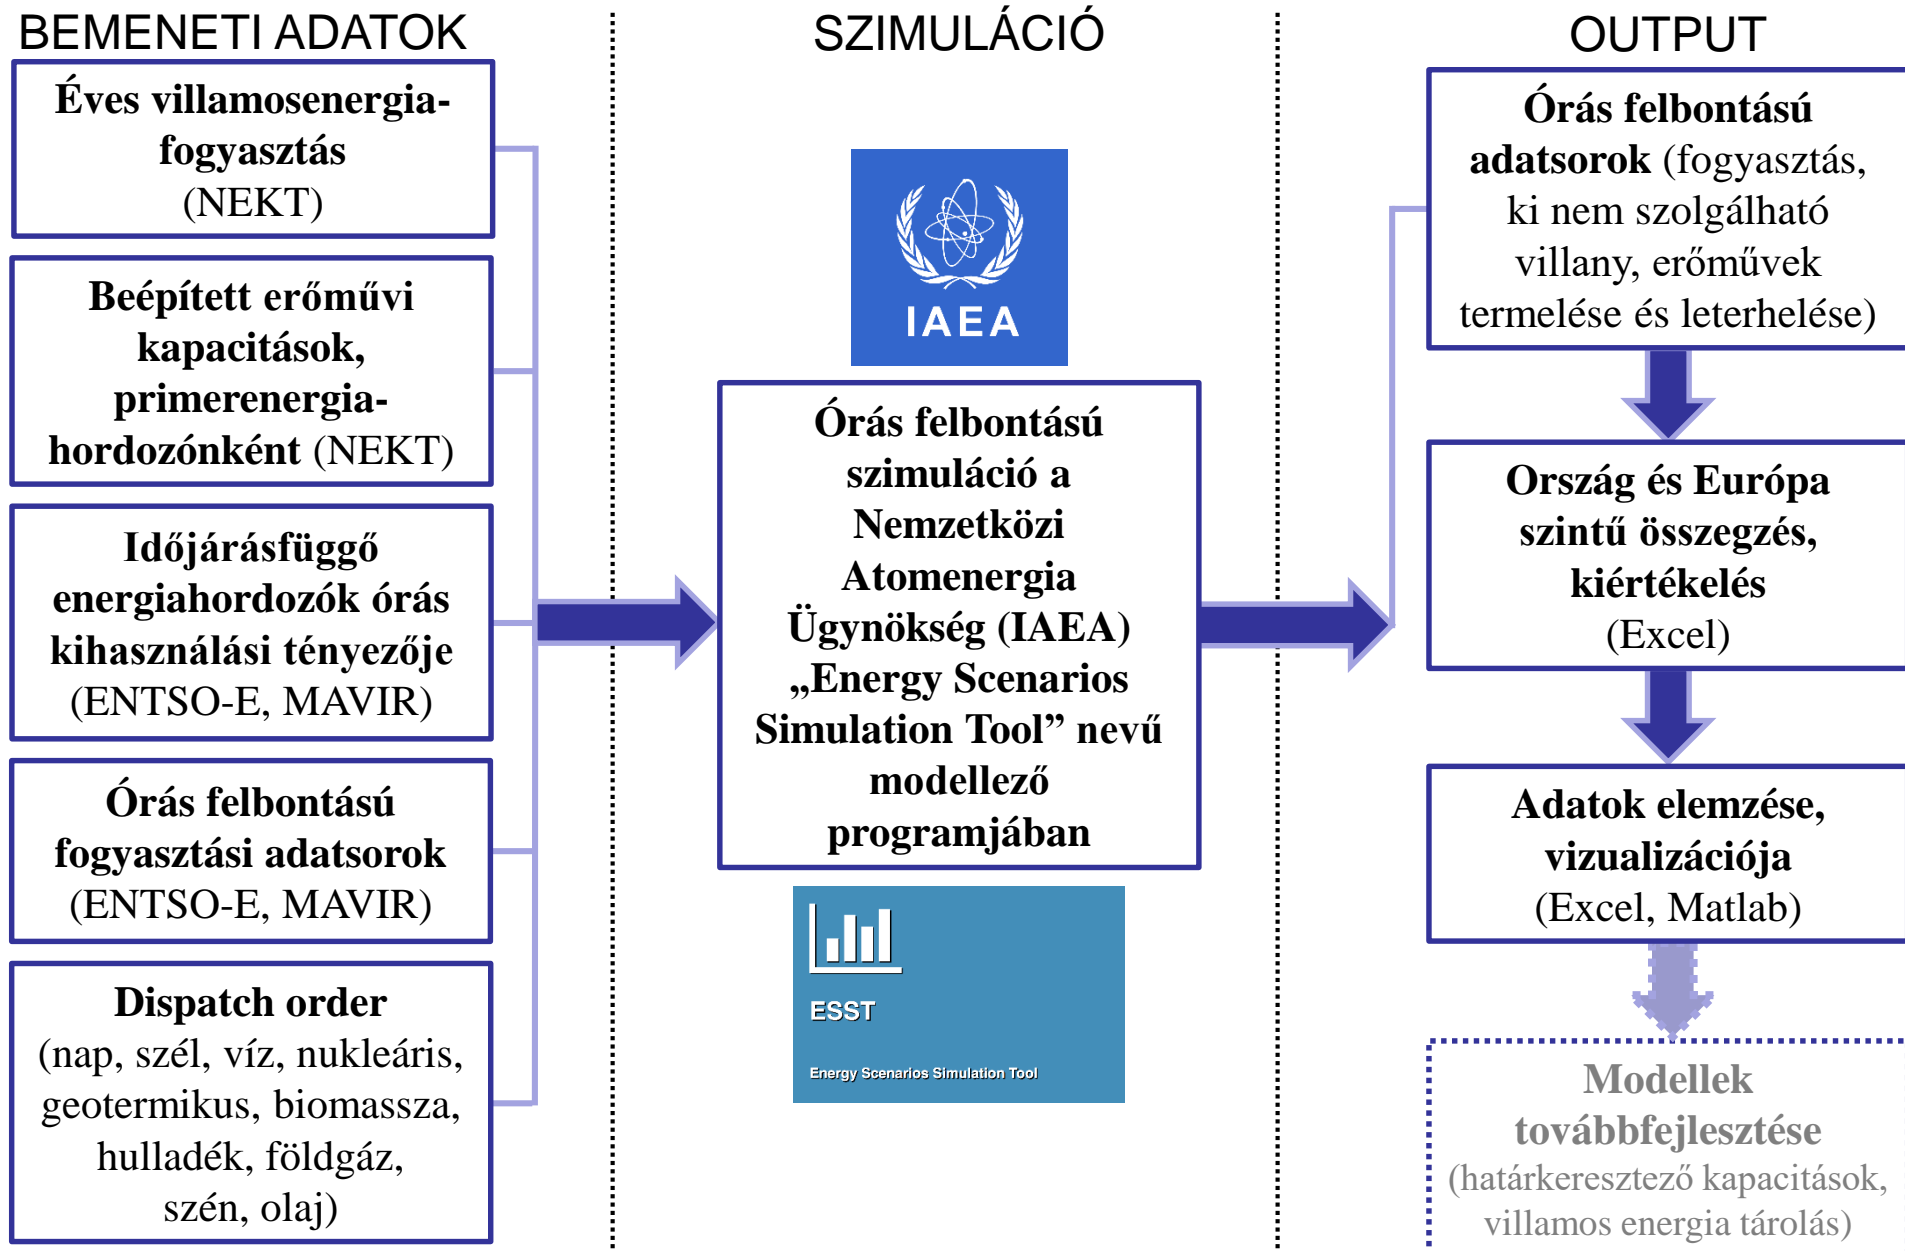 BEMENETI ADATOK
Éves villamosenergia-
fogyasztás
(NEKT)
Beépített erőművi
kapacitások,
primerenergia-
hordozónként (NEKT)
Időjárásfüggő
energiahordozók órás
kihasználási tényezője
(ENTSO-E, MAVIR)
Órás felbontású
fogyasztási adatsorok
(ENTSO-E, MAVIR)
Dispatch order
(nap, szél, víz, nukleáris,
geotermikus, biomassza,
hulladék, földgáz,
szén, olaj)
SZIMULÁCIÓ
IAEA
Órás felbontású
szimuláció a
Nemzetközi
Atomenergia
Ügynökség (IAEA)
„Energy Scenarios
Simulation Tool” nevű
modellező
programjában
ESST
Energy Scenarios Simulation Tool
OUTPUT
Órás felbontású
adatsorok (fogyasztás,
ki nem szolgálható
villany, erőművek
termelése és leterhelése)
Ország és Európa
szintű összegzés,
kiértékelés
(Excel)
Adatok elemzése,
vizualizációja
(Excel, Matlab)
Modellek
továbbfejlesztése
(határkeresztező kapacitások,
villamos energia tárolás)